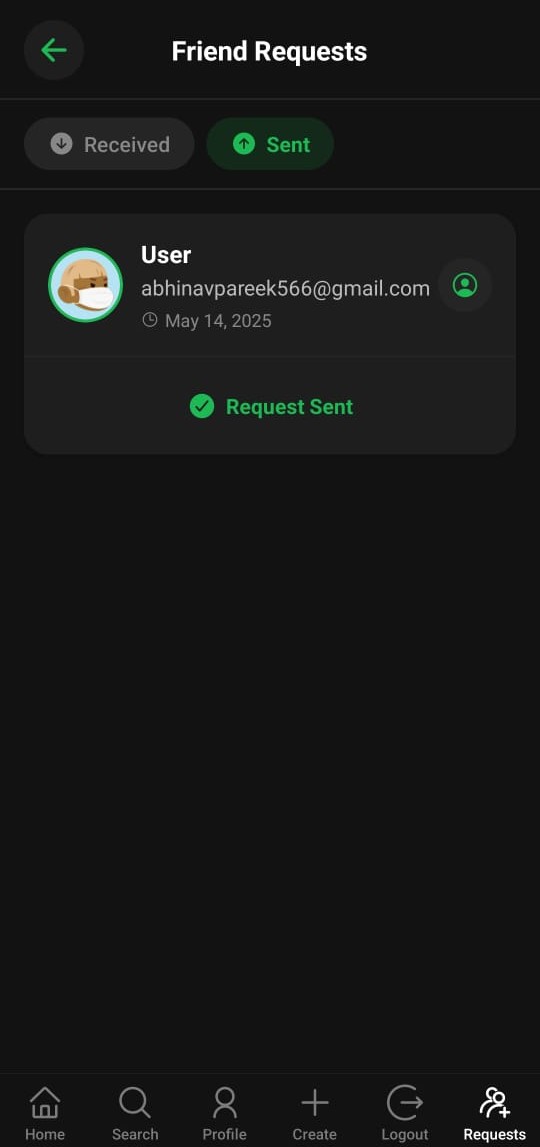 Friend Requests
Received
Sent
User
abhinavpareek566@gmail.com
May 14, 2025
Request Sent
Home
Search
Profile
Create
Logout
Requests